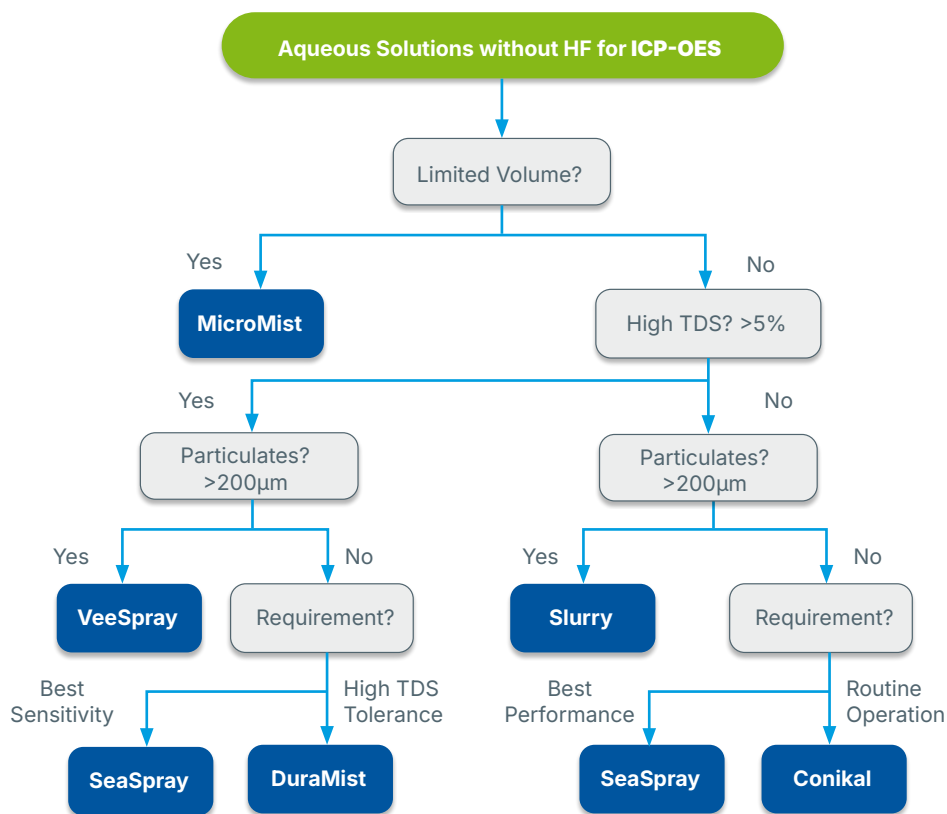 Aqueous Solutions without HF for ICP-OES
Limited Volume?
Yes
No
MicroMist
High TDS? >5%
Yes
No
Particulates?
>200µm
Particulates?
>200µm
Yes
No
Yes
No
VeeSpray
Requirement?
Slurry
Requirement?
Best
Sensitivity
High TDS
Tolerance
Best
Performance
Routine
Operation
SeaSpray
DuraMist
SeaSpray
Conikal